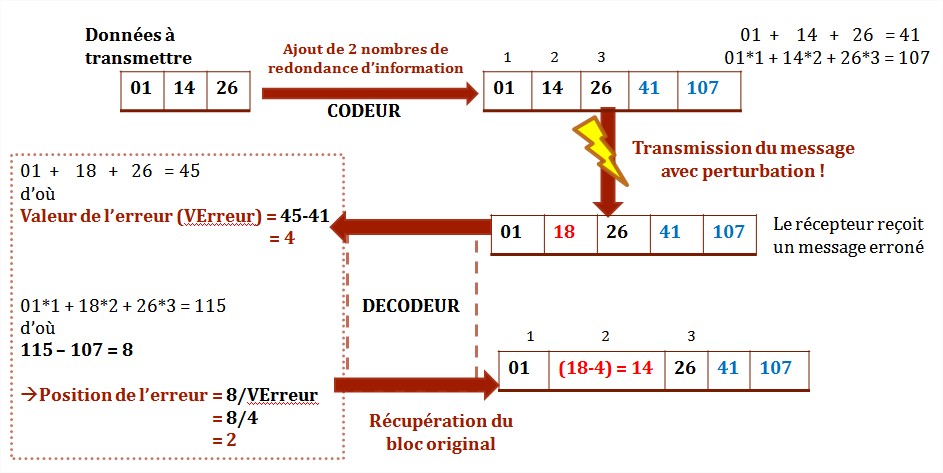 Données à
transmettre
01 14 26
Ajout de 2 nombres de
redondance d'information
CODEUR
1 2 3
01 14 26 41 107
01 + 14 + 26 = 41
01*1 + 14*2 + 26*3 = 107
Transmission du message
avec perturbation !
01 18 26 41 107
Le récepteur reçoit
un message erroné
01 + 18 + 26 = 45
d'où
Valeur de l'erreur (VErreur) = 45-41
= 4
01*1 + 18*2 + 26*3 = 115
d'où
115 – 107 = 8
→Position de l'erreur = 8/VErreur
= 8/4
= 2
DECODEUR
1 2 3
01 (18-4) = 14 26 41 107
Récupération du
bloc original